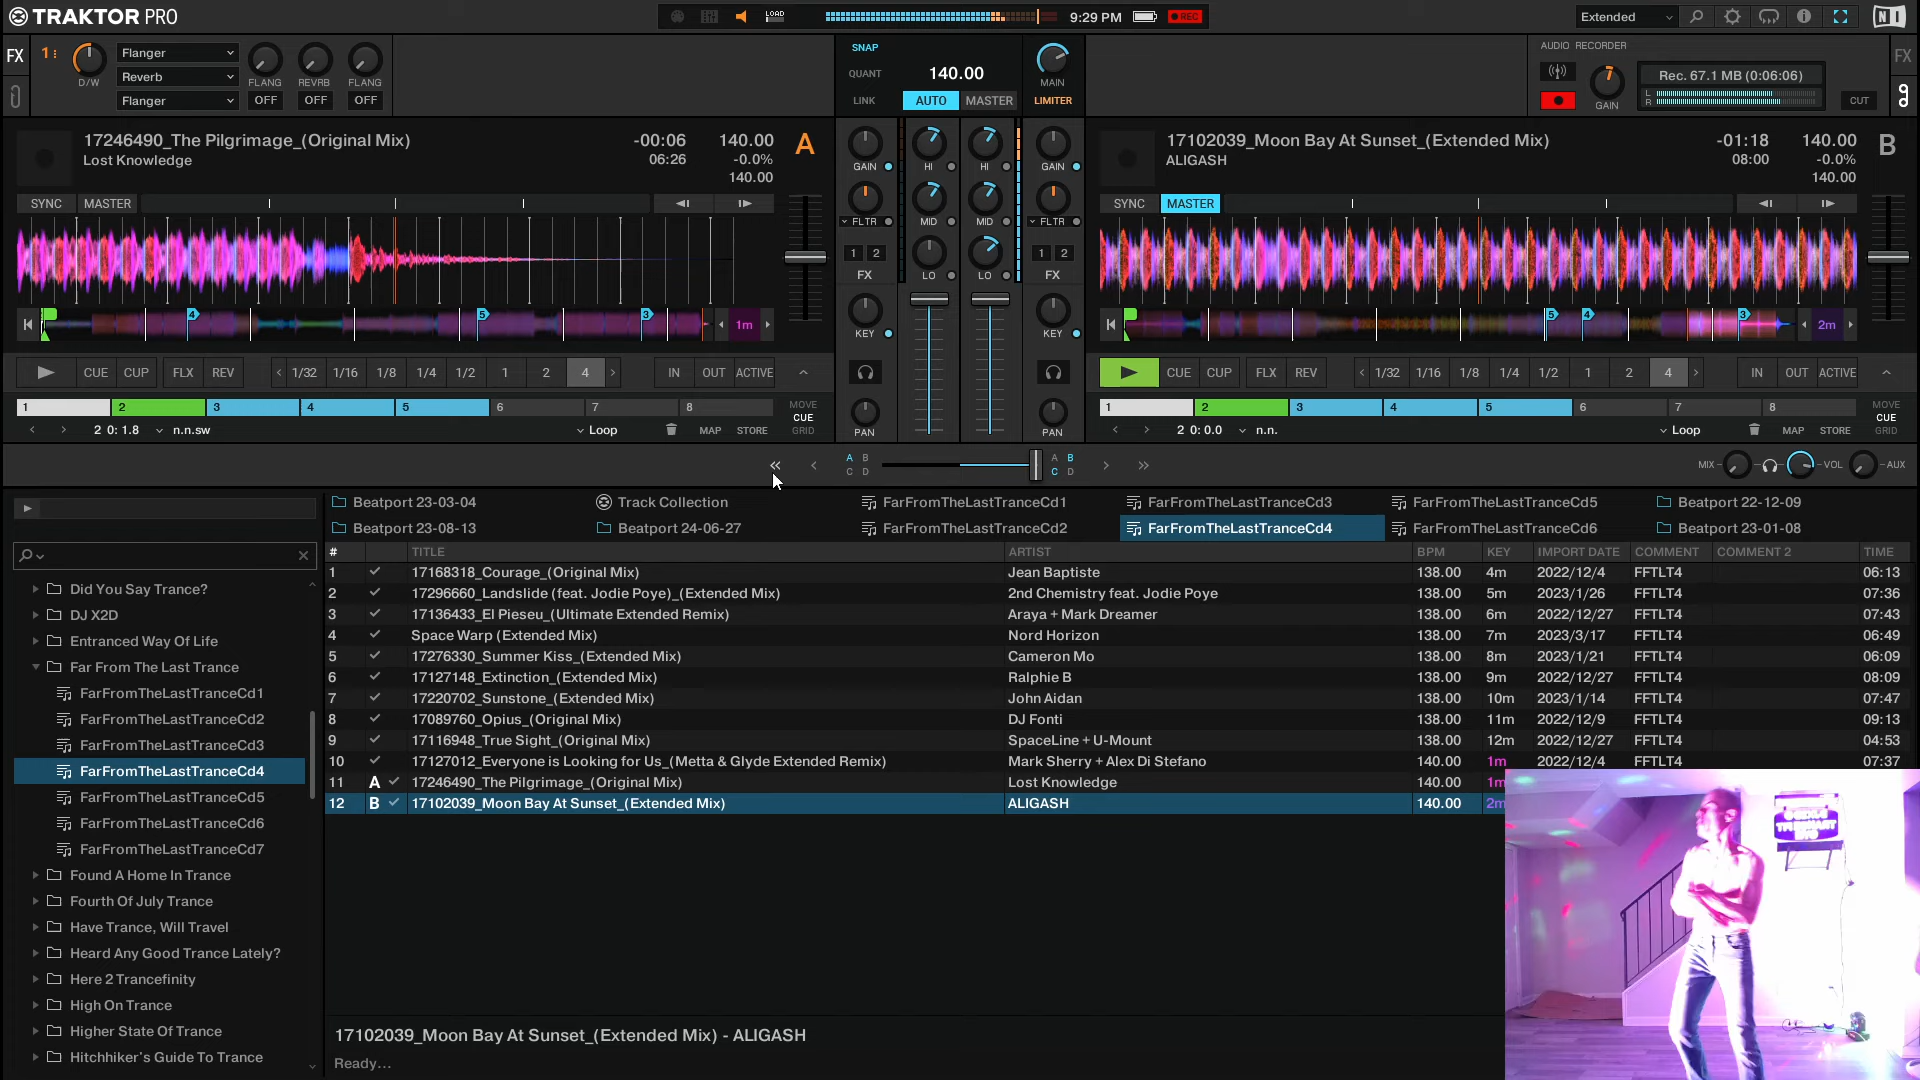 TRAKTOR PRO
LOAD
9:29 PM
REC
Extended
FX
1
D/W
Flanger
Reverb
Flanger
FLANG
REVRB
FLANG
OFF
OFF
OFF
SNAP
QUANT
LINK
140.00
AUTO
MASTER
MAIN
LIMITER
AUDIO RECORDER
GAIN
Rec. 67.1 MB (0:06:06)
L
R
CUT
FX
17246490_The Pilgrimage_(Original Mix)
Lost Knowledge
-00:06
06:26
140.00
-0.0%
140.00
A
SYNC
MASTER
4
5
3
1m
CUE
CUP
FLX
REV
1/32
1/16
1/8
1/4
1/2
1
2
4
IN
OUT
ACTIVE
1
2
3
4
5
6
7
8
MOVE
CUE
GRID
2 0: 1.8
n.n.sw
Loop
MAP
STORE
GAIN
HI
HI
GAIN
FLTR
MID
MID
FLTR
1
2
1
2
FX
LO
LO
FX
KEY
KEY
PAN
PAN
17102039_Moon Bay At Sunset_(Extended Mix)
ALIGASH
-01:18
08:00
140.00
-0.0%
140.00
B
SYNC
MASTER
5
4
3
2m
CUE
CUP
FLX
REV
1/32
1/16
1/8
1/4
1/2
1
2
4
IN
OUT
ACTIVE
1
2
3
4
5
6
7
8
MOVE
CUE
GRID
2 0: 0.0
n.n.
Loop
MAP
STORE
A B
C D
A B
C D
MIX
VOL
AUX
Beatport 23-03-04
Track Collection
FarFromTheLastTranceCd1
FarFromTheLastTranceCd3
FarFromTheLastTranceCd5
Beatport 22-12-09
Beatport 23-08-13
Beatport 24-06-27
FarFromTheLastTranceCd2
FarFromTheLastTranceCd4
FarFromTheLastTranceCd6
Beatport 23-01-08
Did You Say Trance?
DJ X2D
Entranced Way Of Life
Far From The Last Trance
FarFromTheLastTranceCd1
FarFromTheLastTranceCd2
FarFromTheLastTranceCd3
FarFromTheLastTranceCd4
FarFromTheLastTranceCd5
FarFromTheLastTranceCd6
FarFromTheLastTranceCd7
Found A Home In Trance
Fourth Of July Trance
Have Trance, Will Travel
Heard Any Good Trance Lately?
Here 2 Trancefinity
High On Trance
Higher State Of Trance
Hitchhiker's Guide To Trance
# TITLE ARTIST BPM KEY IMPORT DATE COMMENT COMMENT 2 TIME
1 17168318_Courage_(Original Mix) Jean Baptiste 138.00 4m 2022/12/4 FFTLT4 06:13
2 17296660_Landslide (feat. Jodie Poye)_(Extended Mix) 2nd Chemistry feat. Jodie Poye 138.00 5m 2023/1/26 FFTLT4 07:36
3 17136433_El Pieseu_(Ultimate Extended Remix) Araya + Mark Dreamer 138.00 6m 2022/12/27 FFTLT4 07:43
4 Space Warp (Extended Mix) Nord Horizon 138.00 7m 2023/3/17 FFTLT4 06:49
5 17276330_Summer Kiss_(Extended Mix) Cameron Mo 138.00 8m 2023/1/21 FFTLT4 06:09
6 17127148_Extinction_(Extended Mix) Ralphie B 138.00 9m 2022/12/27 FFTLT4 08:09
7 17220702_Sunstone_(Extended Mix) John Aidan 138.00 10m 2023/1/14 FFTLT4 07:47
8 17089760_Opius_(Original Mix) DJ Fonti 138.00 11m 2022/12/9 FFTLT4 09:13
9 17116948_True Sight_(Original Mix) SpaceLine + U-Mount 138.00 12m 2022/12/27 FFTLT4 04:53
10 17127012_Everyone is Looking for Us_(Metta & Glyde Extended Remix) Mark Sherry + Alex Di Stefano 140.00 1m 2022/12/4 FFTLT4 07:37
11 A 17246490_The Pilgrimage_(Original Mix) Lost Knowledge 140.00 1m
12 B 17102039_Moon Bay At Sunset_(Extended Mix) ALIGASH 140.00 2m
17102039_Moon Bay At Sunset_(Extended Mix) - ALIGASH
Ready...